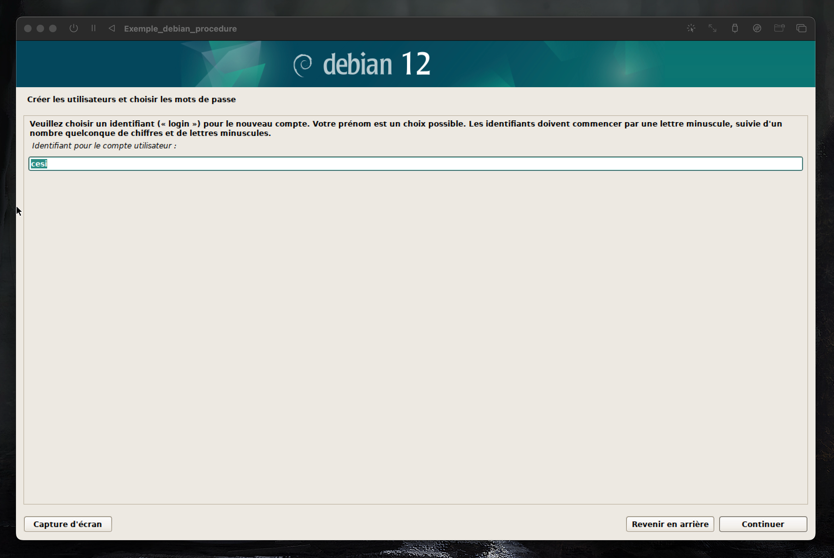 Exemple_debian_procedure
debian 12
Créer les utilisateurs et choisir les mots de passe
Veuillez choisir un identifiant (« login ») pour le nouveau compte. Votre prénom est un choix possible. Les identifiants doivent commencer par une lettre minuscule, suivie d'un
nombre quelconque de chiffres et de lettres minuscules.
Identifiant pour le compte utilisateur :
cesi
Capture d'écran
Revenir en arrière
Continuer